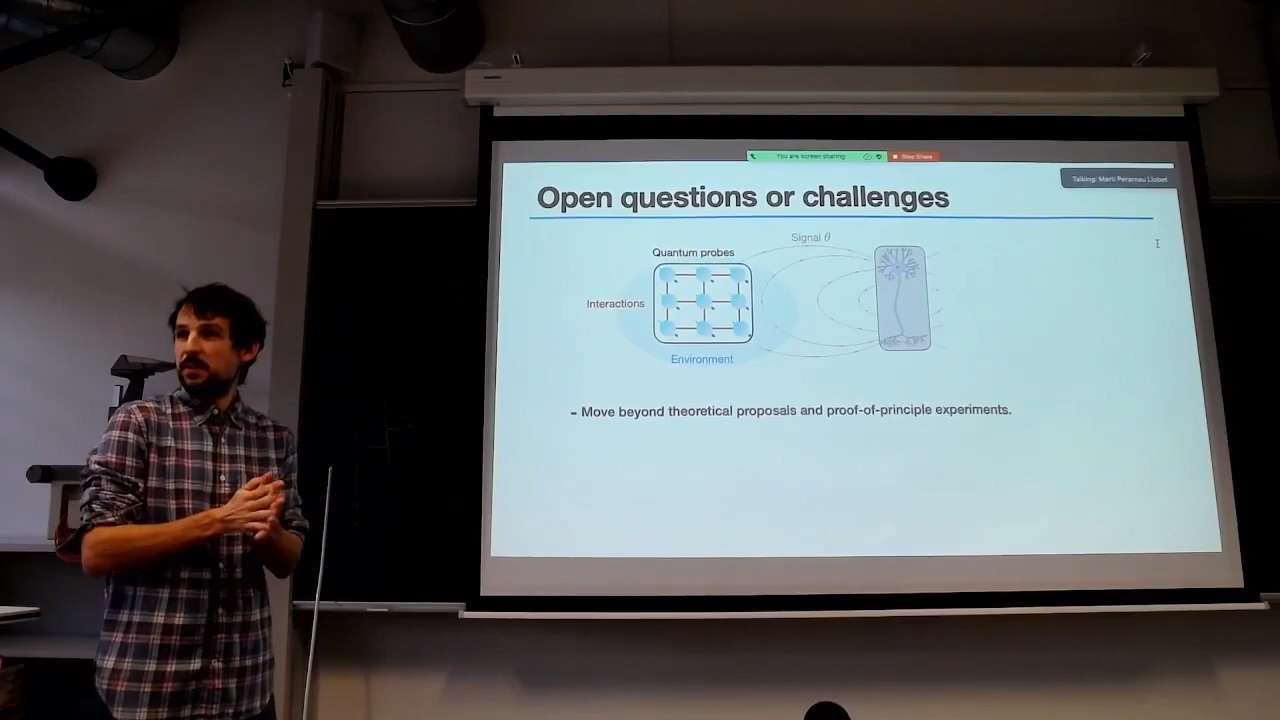 You are screen sharing
Stop Share
Talking: Martí Perarnau Llobet
Open questions or challenges
Signal θ
Quantum probes
Interactions
Environment
- Move beyond theoretical proposals and proof-of-principle experiments.